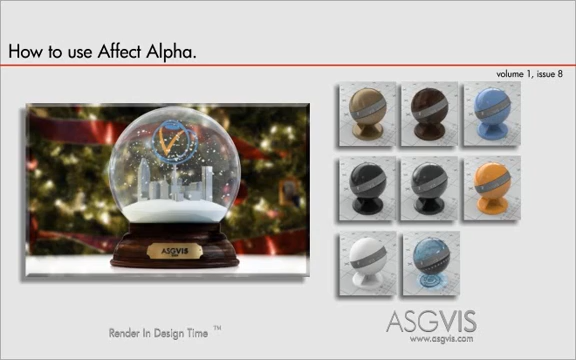 How to use Affect Alpha.
volume 1, issue 8
ASGVIS
Render In Design Time ™
ASGVIS
www.asgvis.com